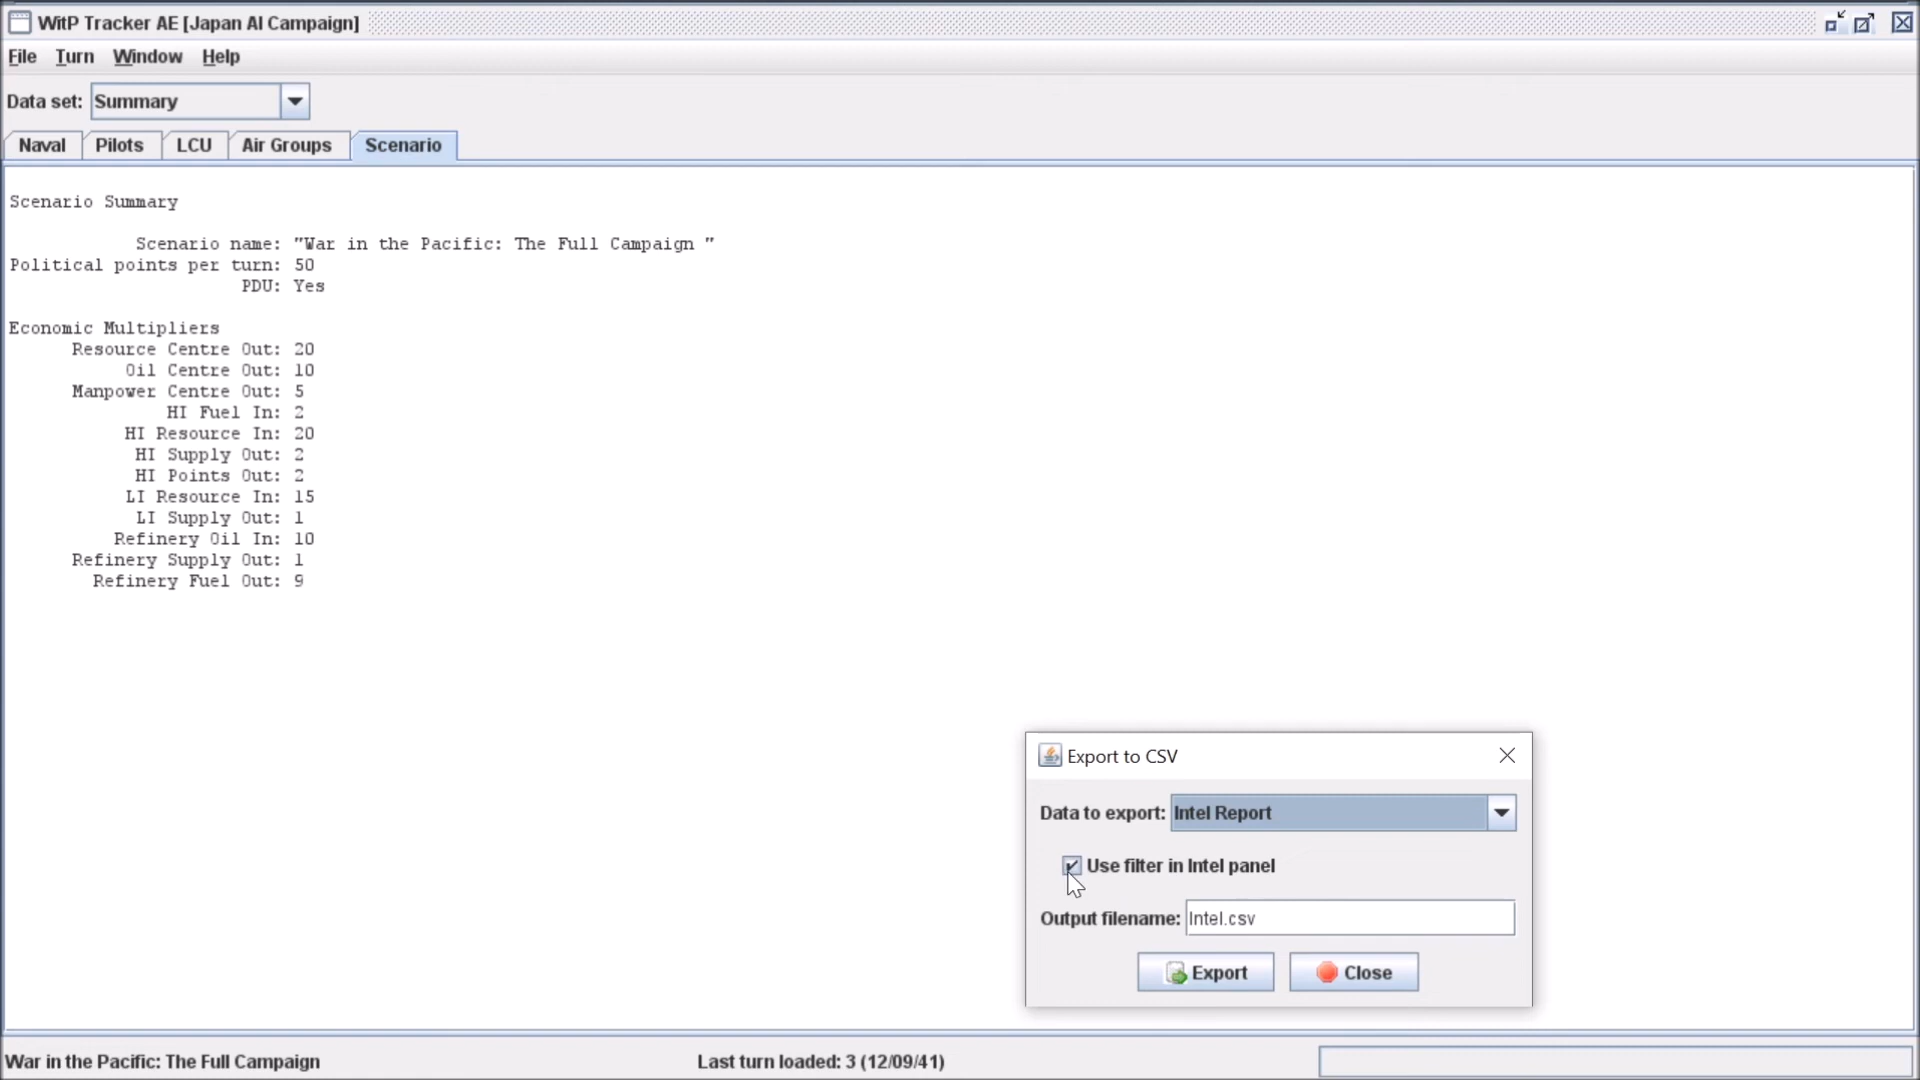 WitP Tracker AE [Japan AI Campaign]
File Turn Window Help
Data set: Summary
Naval Pilots LCU Air Groups Scenario
Scenario Summary
Scenario name: "War in the Pacific: The Full Campaign "
Political points per turn: 50
PDU: Yes
Economic Multipliers
Resource Centre Out: 20
Oil Centre Out: 10
Manpower Centre Out: 5
HI Fuel In: 2
HI Resource In: 20
HI Supply Out: 2
HI Points Out: 2
LI Resource In: 15
LI Supply Out: 1
Refinery Oil In: 10
Refinery Supply Out: 1
Refinery Fuel Out: 9
Export to CSV
Data to export: Intel Report
Use filter in Intel panel
Output filename: Intel.csv
Export Close
War in the Pacific: The Full Campaign
Last turn loaded: 3 (12/09/41)